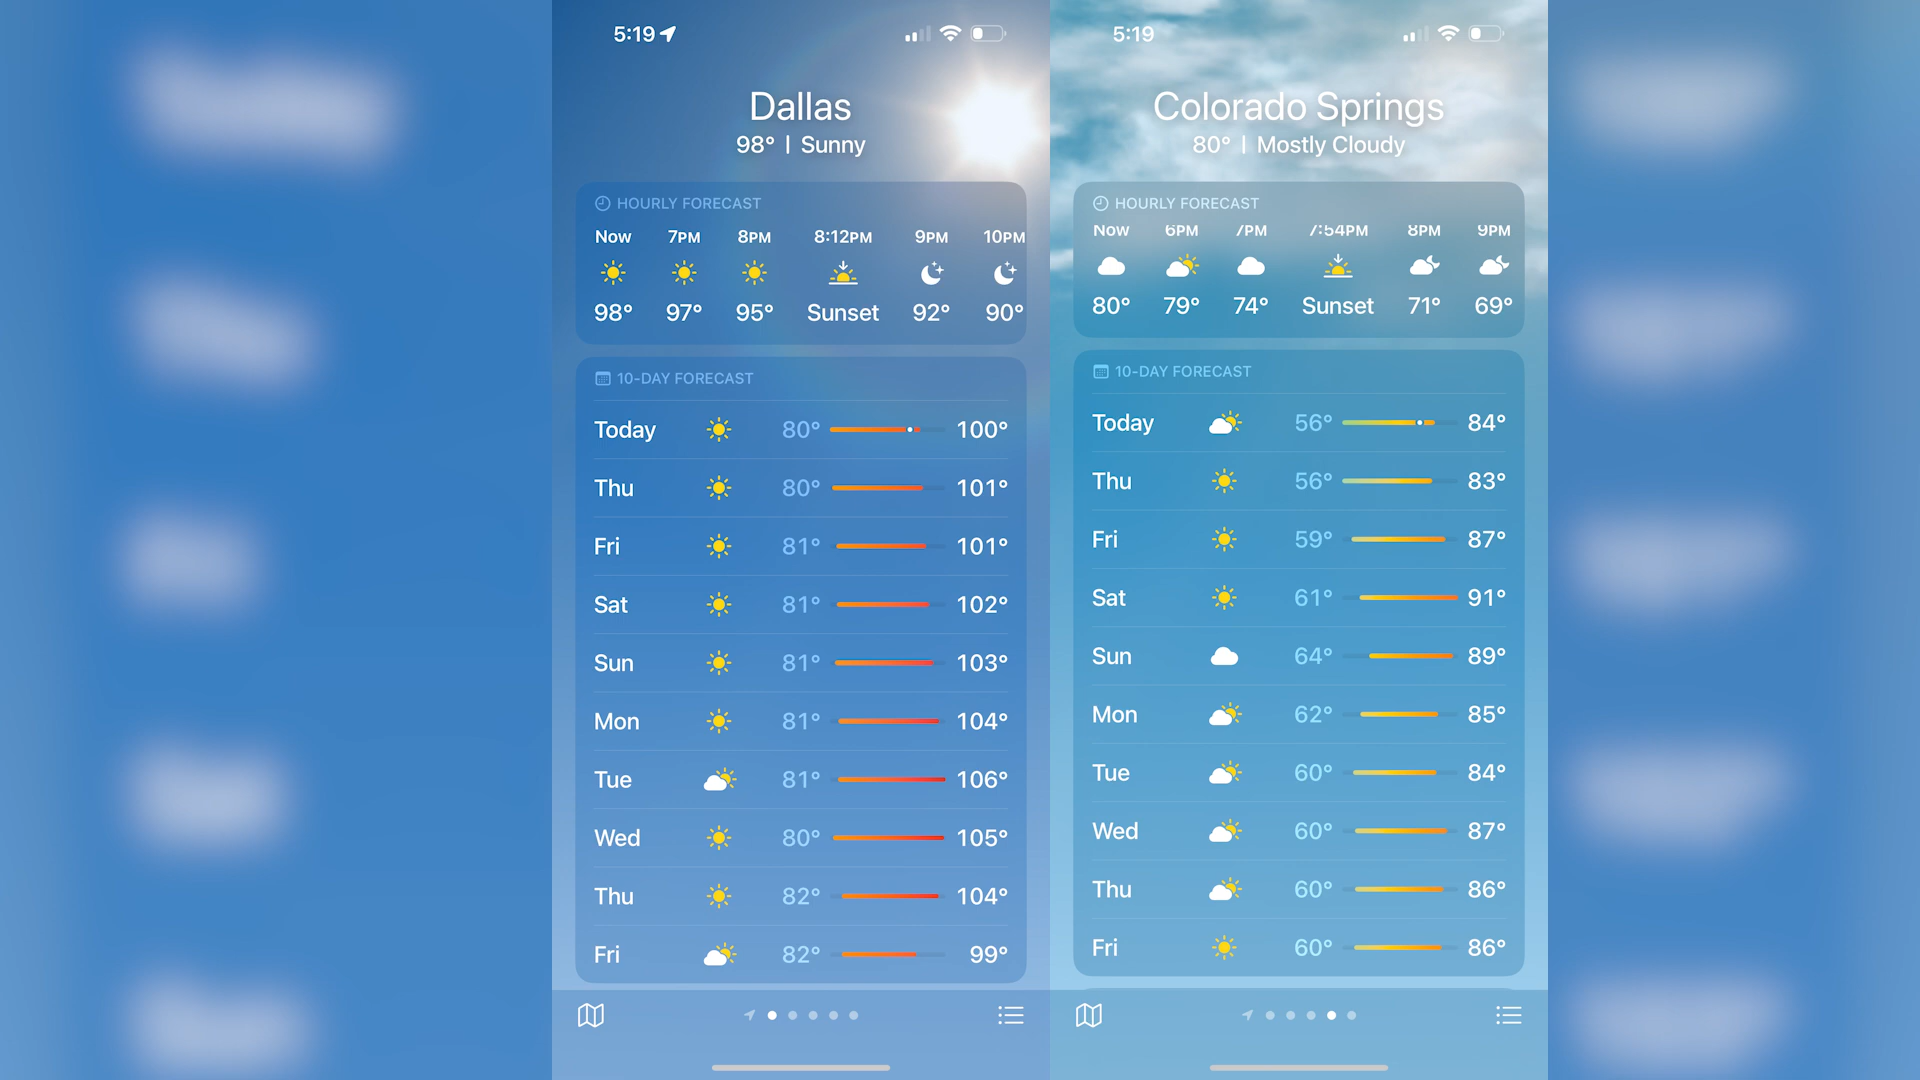 5:19
Dallas
98° | Sunny
HOURLY FORECAST
Now 7PM 8PM 8:12PM 9PM 10PM
98° 97° 95° Sunset 92° 90°
10-DAY FORECAST
Today 80° 100°
Thu 80° 101°
Fri 81° 101°
Sat 81° 102°
Sun 81° 103°
Mon 81° 104°
Tue 81° 106°
Wed 80° 105°
Thu 82° 104°
Fri 82° 99°
5:19
Colorado Springs
80° | Mostly Cloudy
HOURLY FORECAST
Now 6PM 7PM 7:54PM 8PM 9PM
80° 79° 74° Sunset 71° 69°
10-DAY FORECAST
Today 56° 84°
Thu 56° 83°
Fri 59° 87°
Sat 61° 91°
Sun 64° 89°
Mon 62° 85°
Tue 60° 84°
Wed 60° 87°
Thu 60° 86°
Fri 60° 86°